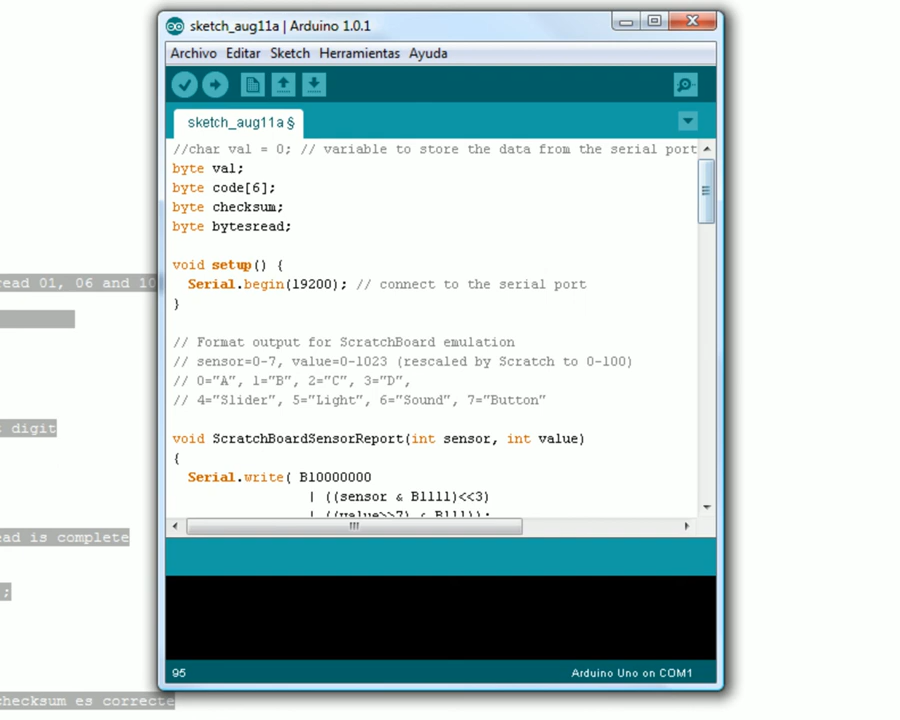 sketch_aug11a | Arduino 1.0.1
Archivo Editar Sketch Herramientas Ayuda
sketch_aug11a §
//char val = 0; // variable to store the data from the serial port
byte val;
byte code[6];
byte checksum;
byte bytesread;
void setup() {
Serial.begin(19200); // connect to the serial port
}
// Format output for ScratchBoard emulation
// sensor=0-7, value=0-1023 (rescaled by Scratch to 0-100)
// 0="A", 1="B", 2="C", 3="D",
// 4="Slider", 5="Light", 6="Sound", 7="Button"
void ScratchBoardSensorReport(int sensor, int value)
{
Serial.write( B10000000
| ((sensor & B1111)<<3)
| ((value>>7) & B111));
95
Arduino Uno on COM1
read 01, 06 and 10
digit
read is complete
;
checksum es correcte